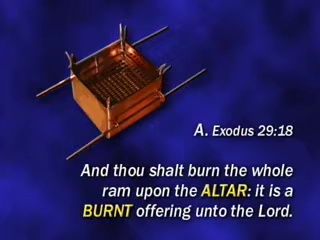 A. Exodus 29:18
And thou shalt burn the whole
ram upon the ALTAR: it is a
BURNT offering unto the Lord.